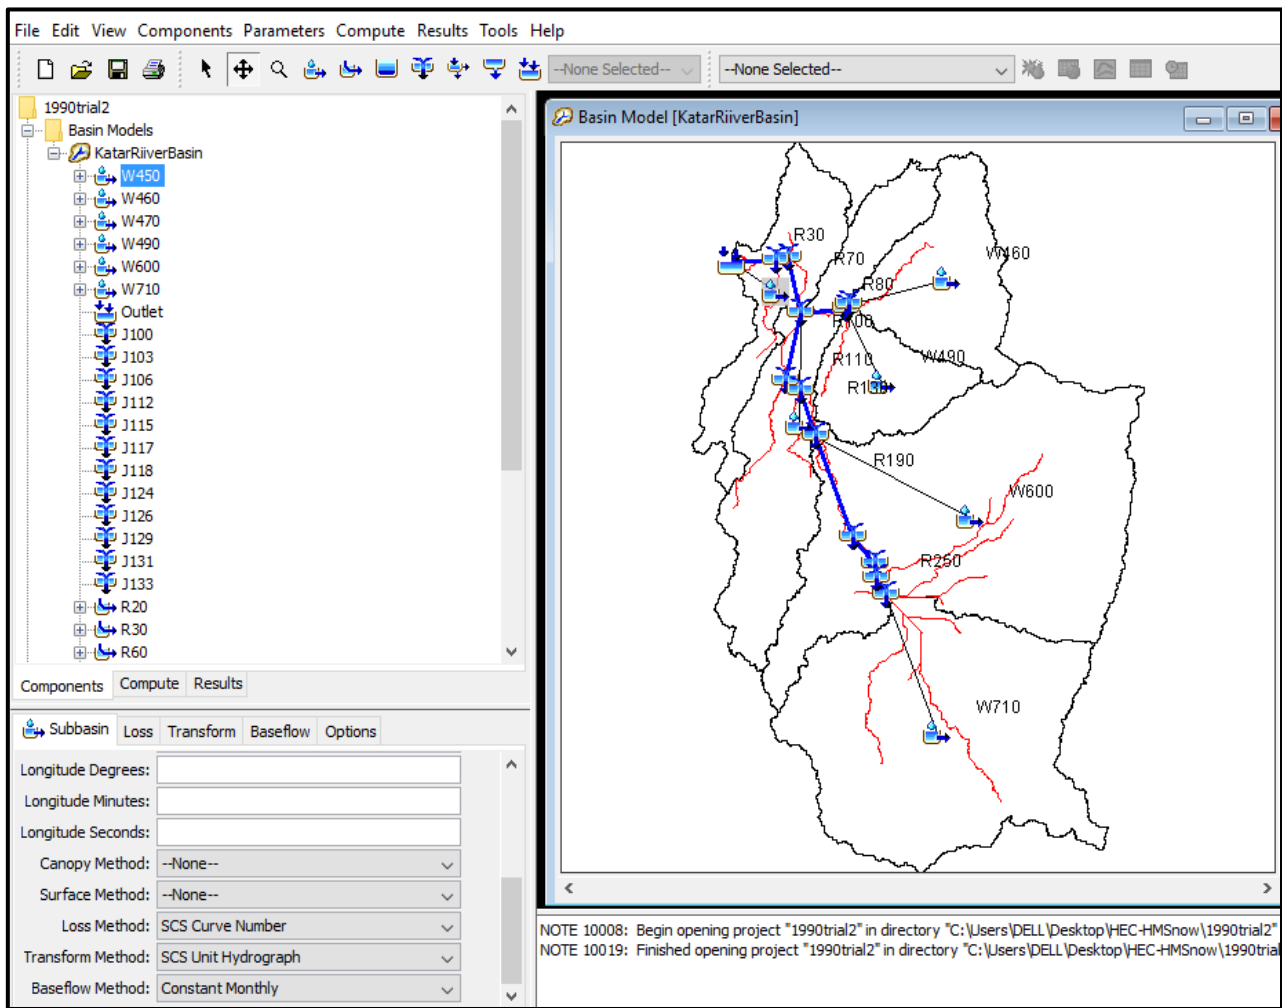 File Edit View Components Parameters Compute Results Tools Help
--None Selected-- --None Selected--
1990trial2
Basin Models
KatarRiiverBasin
W450
W460
W470
W490
W600
W710
Outlet
J100
J103
J106
J112
J115
J117
J118
J124
J126
J129
J131
J133
R20
R30
R60
Components Compute Results
Subbasin Loss Transform Baseflow Options
Longitude Degrees:
Longitude Minutes:
Longitude Seconds:
Canopy Method: --None--
Surface Method: --None--
Loss Method: SCS Curve Number
Transform Method: SCS Unit Hydrograph
Baseflow Method: Constant Monthly
Basin Model [KatarRiiverBasin]
R30
W460
R70
R80
R110
W490
R190
W600
R250
W710
NOTE 10008: Begin opening project "1990trial2" in directory "C:\Users\DELL\Desktop\HEC-HMSnow\1990trial2"
NOTE 10019: Finished opening project "1990trial2" in directory "C:\Users\DELL\Desktop\HEC-HMSnow\1990trial